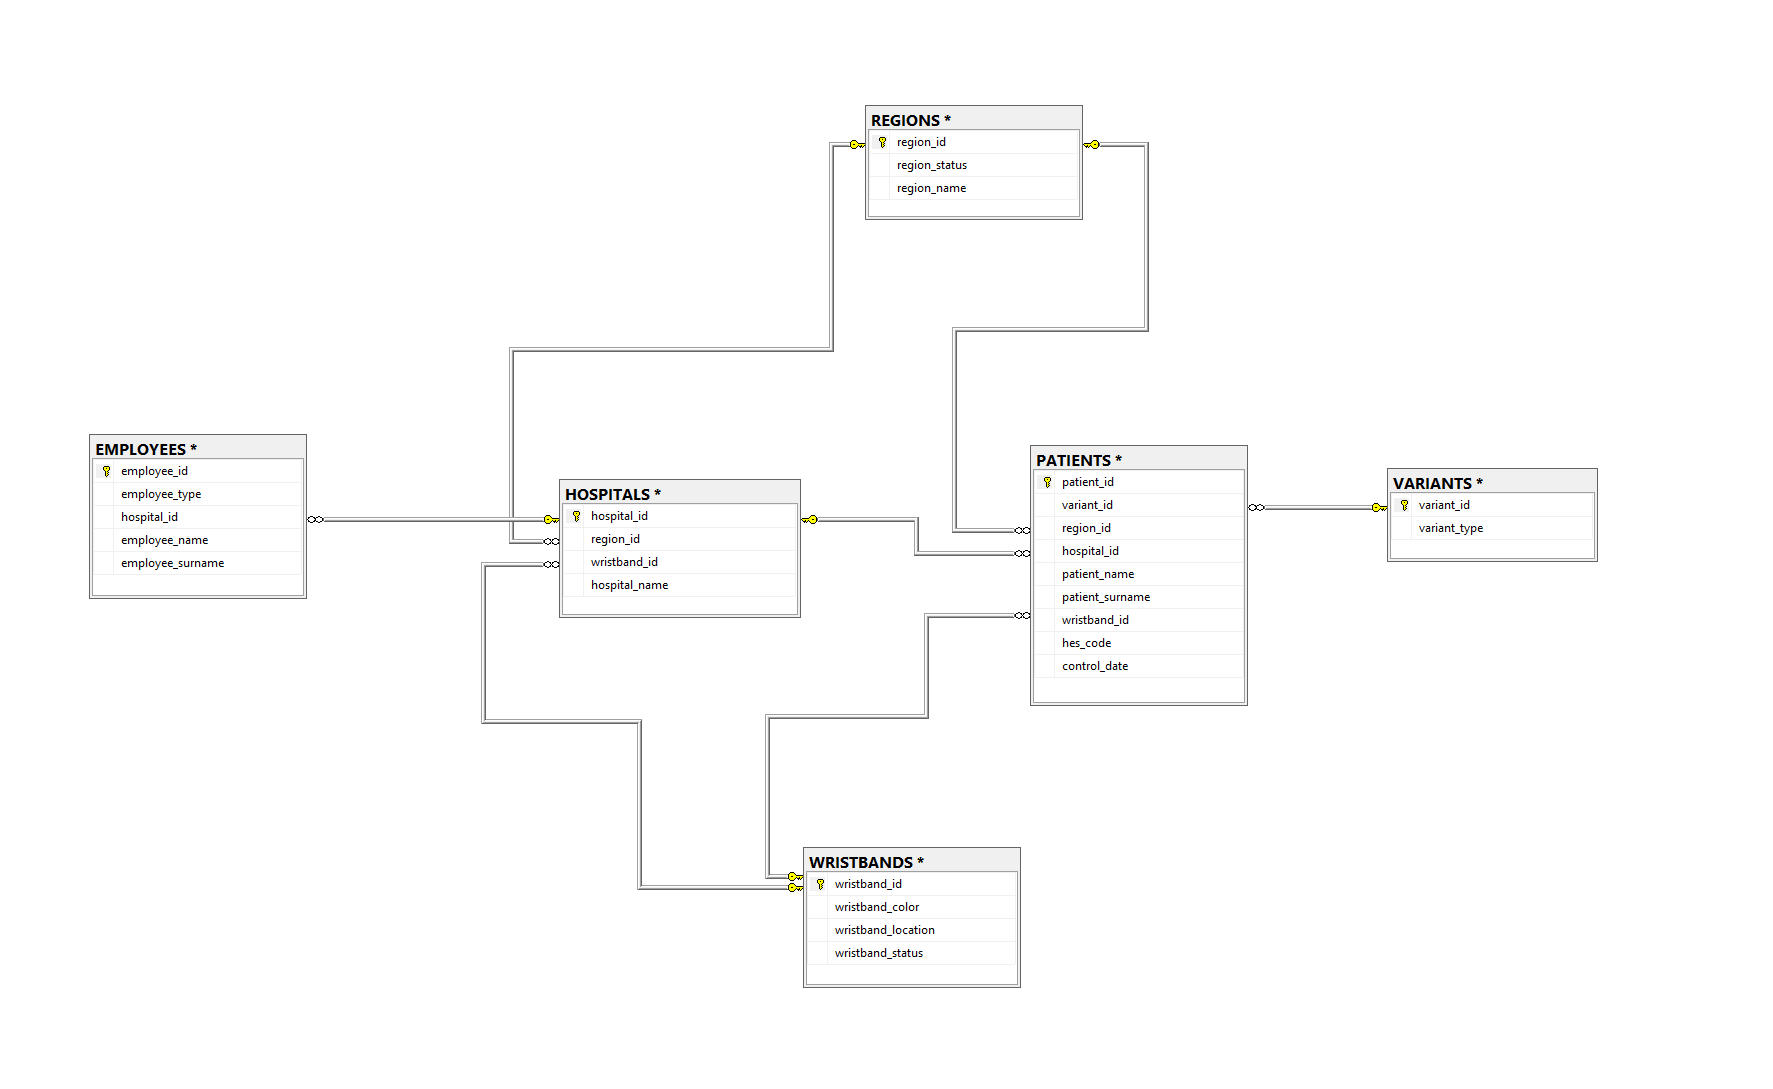 REGIONS *
region_id
region_status
region_name
EMPLOYEES *
employee_id
employee_type
hospital_id
employee_name
employee_surname
HOSPITALS *
hospital_id
region_id
wristband_id
hospital_name
PATIENTS *
patient_id
variant_id
region_id
hospital_id
patient_name
patient_surname
wristband_id
hes_code
control_date
VARIANTS *
variant_id
variant_type
WRISTBANDS *
wristband_id
wristband_color
wristband_location
wristband_status